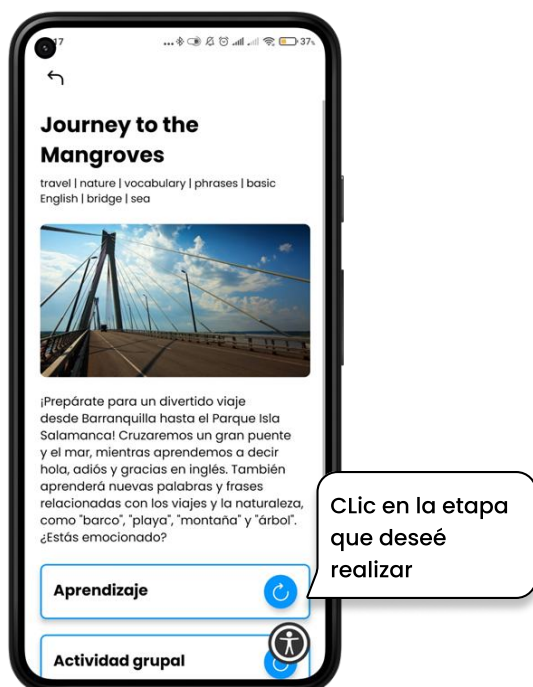 17
37%
Journey to the
Mangroves
travel | nature | vocabulary | phrases | basic
English | bridge | sea
¡Prepárate para un divertido viaje
desde Barranquilla hasta el Parque Isla
Salamanca! Cruzaremos un gran puente
y el mar, mientras aprendemos a decir
hola, adiós y gracias en inglés. También
aprenderá nuevas palabras y frases
relacionadas con los viajes y la naturaleza,
como "barco", "playa", "montaña" y "árbol".
¿Estás emocionado?
CLic en la etapa
que deseé
realizar
Aprendizaje
Actividad grupal